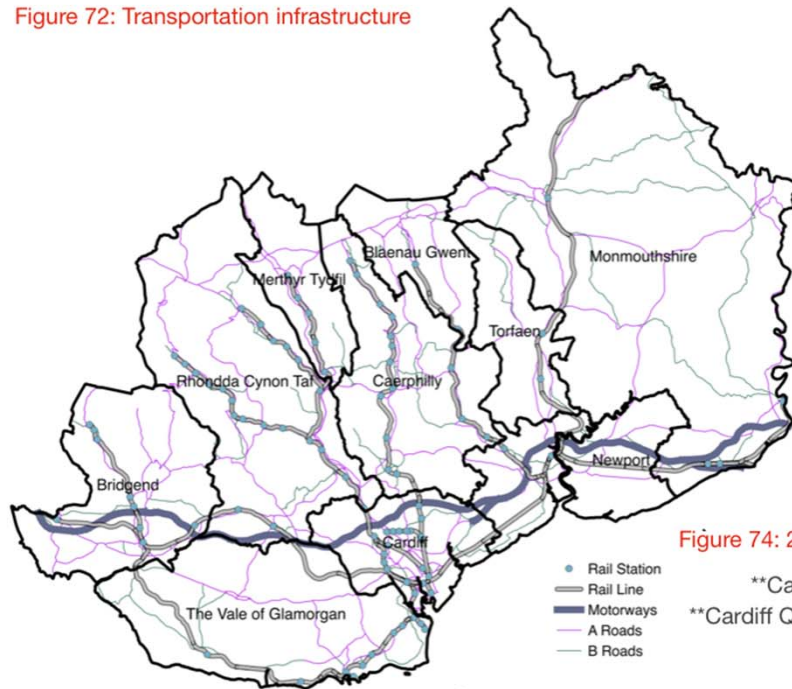 Figure 72: Transportation infrastructure
Blaenau Gwent
Monmouthshire
Merthyr Tydfil
Torfaen
Rhondda Cynon Taf
Caerphilly
Newport
Bridgend
Cardiff
Figure 74: 2
The Vale of Glamorgan
Rail Station
Rail Line
Motorways
A Roads
B Roads
**Ca
**Cardiff Q